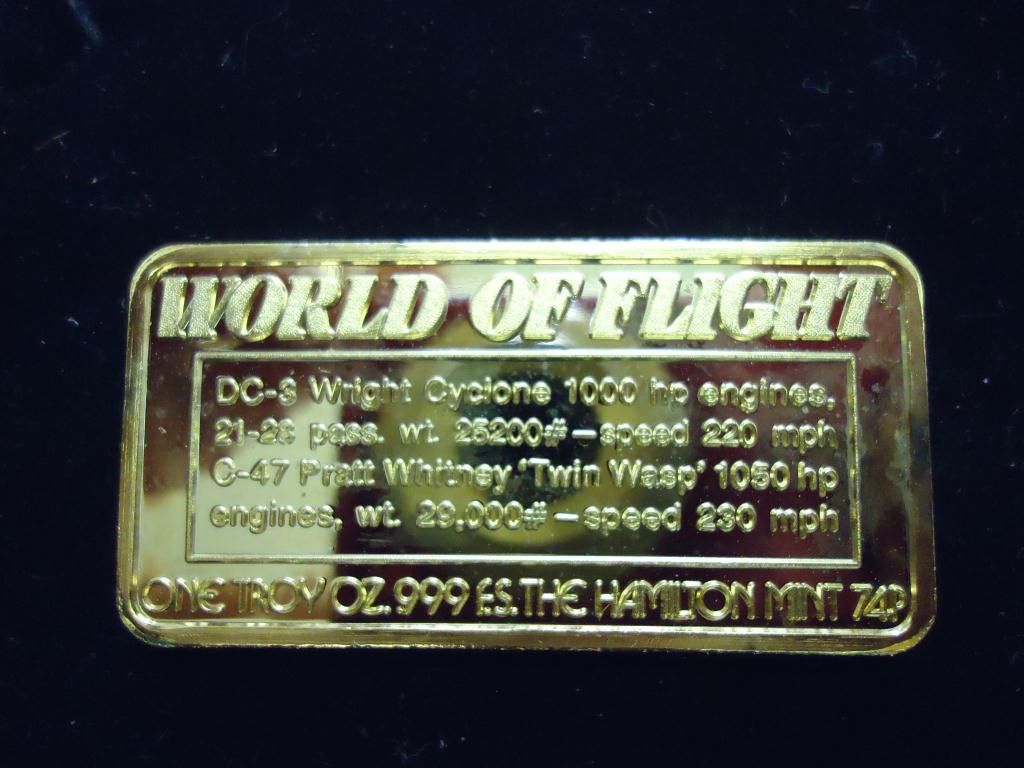 WORLD OF FLIGHT
DC-3 Wright Cyclone 1000 hp engines,
21-28 pass. wt. 25200# — speed 220 mph
C-47 Pratt Whitney 'Twin Wasp' 1050 hp
engines, wt. 29,000# — speed 230 mph
ONE TROY OZ. 999 F.S. THE HAMILTON MINT 74P